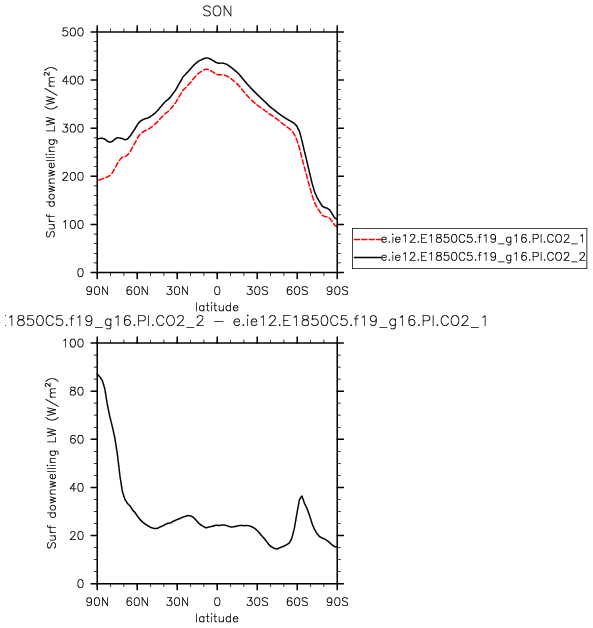 SON
500
400
300
200
100
0
Surf downwelling LW (W/m²)
90N 60N 30N 0 30S 60S 90S
latitude
e.ie12.E1850C5.f19_g16.PI.CO2_1
e.ie12.E1850C5.f19_g16.PI.CO2_2
:1850C5.f19_g16.PI.CO2_2 − e.ie12.E1850C5.f19_g16.PI.CO2_1
100
80
60
40
20
0
Surf downwelling LW (W/m²)
90N 60N 30N 0 30S 60S 90S
latitude